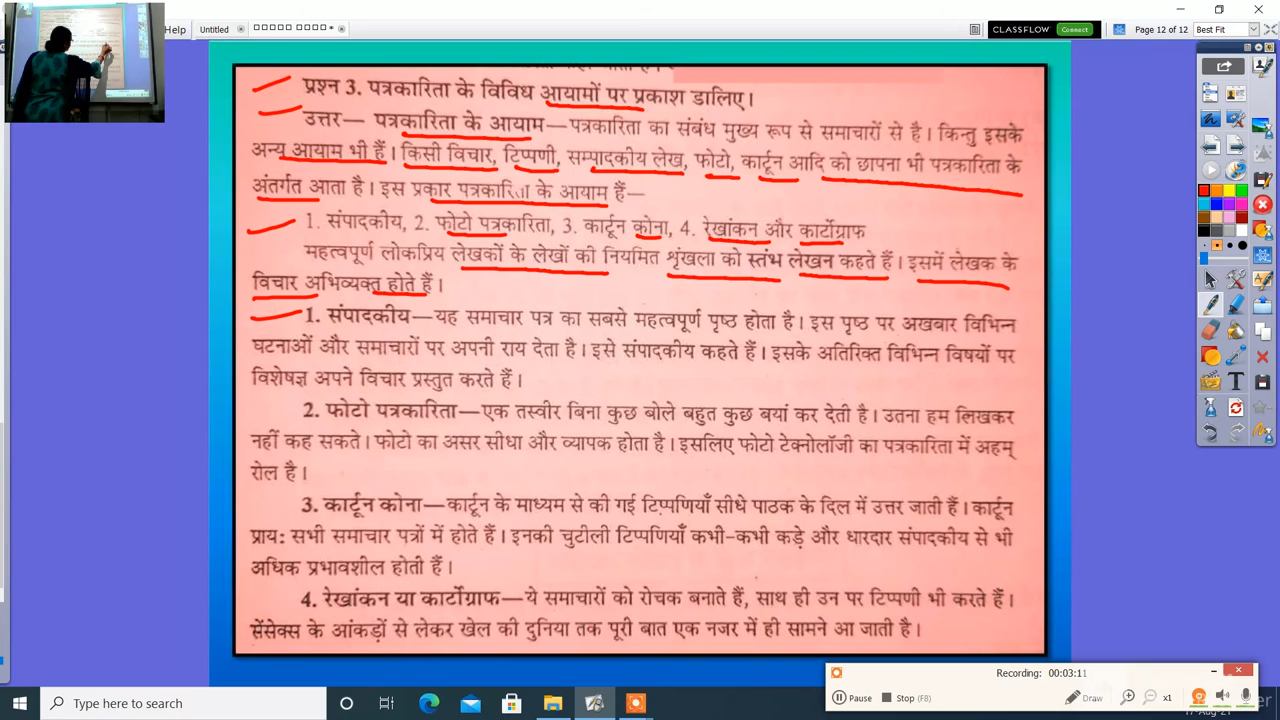 Help
Untitled
CLASSFLOW
Connect
Page 12 of 12
Best Fit
प्रश्न 3. पत्रकारिता के विविध आयामों पर प्रकाश डालिए।
उत्तर— पत्रकारिता के आयाम—पत्रकारिता का संबंध मुख्य रूप से समाचारों से है। किन्तु इसके
अन्य आयाम भी हैं। किसी विचार, टिप्पणी, सम्पादकीय लेख, फोटो, कार्टून आदि को छापना भी पत्रकारिता के
अंतर्गत आता है। इस प्रकार पत्रकारिता के आयाम हैं—
1. संपादकीय, 2. फोटो पत्रकारिता, 3. कार्टून कोना, 4. रेखांकन और कार्टोग्राफ
महत्वपूर्ण लोकप्रिय लेखकों के लेखों की नियमित शृंखला को स्तंभ लेखन कहते हैं। इसमें लेखक के
विचार अभिव्यक्त होते हैं।
1. संपादकीय—यह समाचार पत्र का सबसे महत्वपूर्ण पृष्ठ होता है। इस पृष्ठ पर अखबार विभिन्न
घटनाओं और समाचारों पर अपनी राय देता है। इसे संपादकीय कहते हैं। इसके अतिरिक्त विभिन्न विषयों पर
विशेषज्ञ अपने विचार प्रस्तुत करते हैं।
2. फोटो पत्रकारिता—एक तस्वीर बिना कुछ बोले बहुत कुछ बयां कर देती है। उतना हम लिखकर
नहीं कह सकते। फोटो का असर सीधा और व्यापक होता है। इसलिए फोटो टेक्नोलॉजी का पत्रकारिता में अहम्
रोल है।
3. कार्टून कोना—कार्टून के माध्यम से की गई टिप्पणियाँ सीधे पाठक के दिल में उत्तर जाती हैं। कार्टून
प्राय: सभी समाचार पत्रों में होते हैं। इनकी चुटीली टिप्पणियाँ कभी-कभी कड़े और धारदार संपादकीय से भी
अधिक प्रभावशील होती हैं।
4. रेखांकन या कार्टोग्राफ—ये समाचारों को रोचक बनाते हैं, साथ ही उन पर टिप्पणी भी करते हैं।
सेंसेक्स के आंकड़ों से लेकर खेल की दुनिया तक पूरी बात एक नजर में ही सामने आ जाती है।
Recording: 00:03:11
Pause
Stop (F8)
Draw
x1
Type here to search